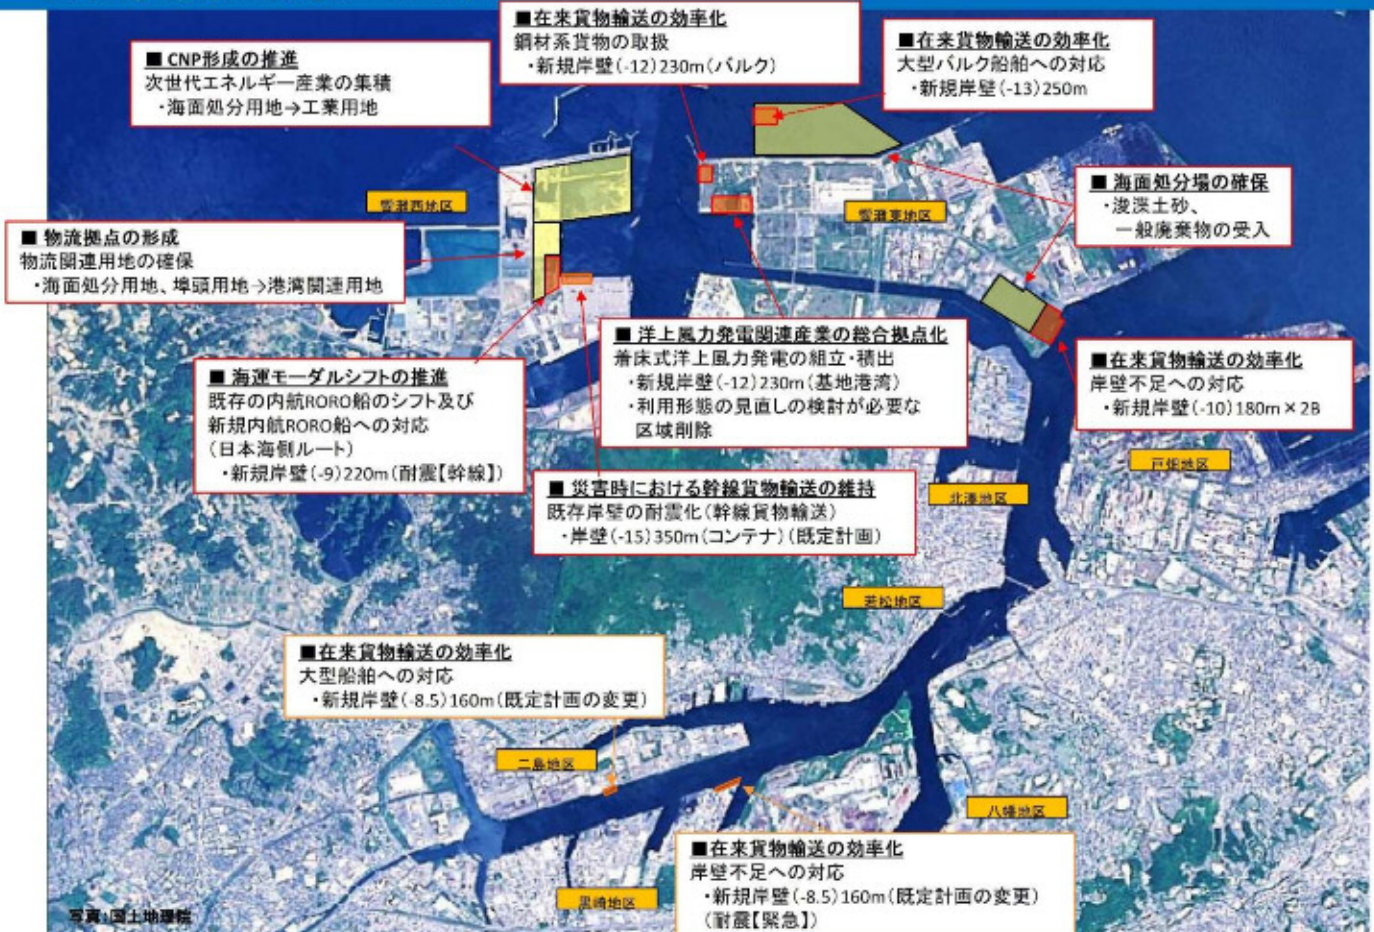 ■在来貨物輸送の効率化
鋼材系貨物の取扱
・新規岸壁(-12)230m(バルク)
■在来貨物輸送の効率化
大型バルク船舶への対応
・新規岸壁(-13)250m
■ CNP形成の推進
次世代エネルギー産業の集積
・海面処分用地→工業用地
■ 海面処分場の確保
・浚渫土砂、
一般廃棄物の受入
響灘西地区
響灘東地区
■ 物流拠点の形成
物流関連用地の確保
・海面処分用地、埠頭用地→港湾関連用地
■ 洋上風力発電関連産業の総合拠点化
着床式洋上風力発電の組立・積出
・新規岸壁(-12)230m(基地港湾)
・利用形態の見直しの検討が必要な
区域削除
■在来貨物輸送の効率化
岸壁不足への対応
・新規岸壁(-10)180m×2B
■ 海運モーダルシフトの推進
既存の内航RORO船のシフト及び
新規内航RORO船への対応
(日本海側ルート)
・新規岸壁(-9)220m(耐震【幹線】)
戸畑地区
■ 災害時における幹線貨物輸送の維持
既存岸壁の耐震化(幹線貨物輸送)
・岸壁(-15)350m(コンテナ)(既定計画)
北湊地区
若松地区
■在来貨物輸送の効率化
大型船舶への対応
・新規岸壁(-8.5)160m(既定計画の変更)
二島地区
八幡地区
■在来貨物輸送の効率化
岸壁不足への対応
・新規岸壁(-8.5)160m(既定計画の変更)
(耐震【緊急】)
黒崎地区
写真:国土地理院